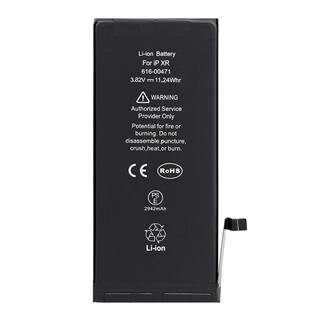 Li-ion Battery
For iP XR
616-00471
3.82V⎓11.24Whr
WARNING
Authorized Service
Provider Only.
Potential for fire or
burning. Do not
disassemble,puncture,
crush,heat,or burn.
CE RoHS
PS
E
2942mAh
Li-ion